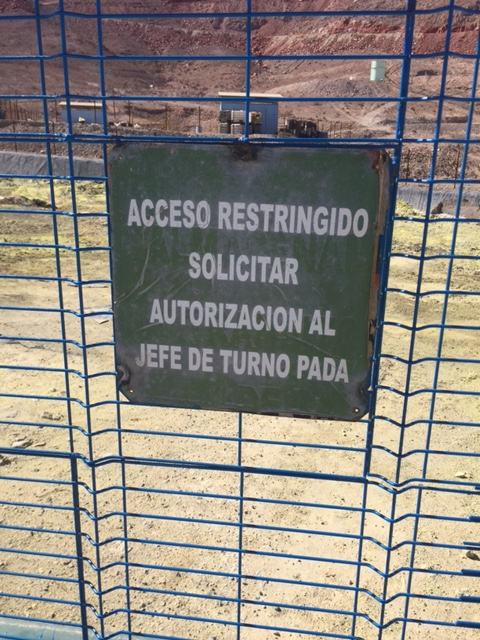 ACCESO RESTRINGIDO
SOLICITAR
AUTORIZACION AL
JEFE DE TURNO PADA